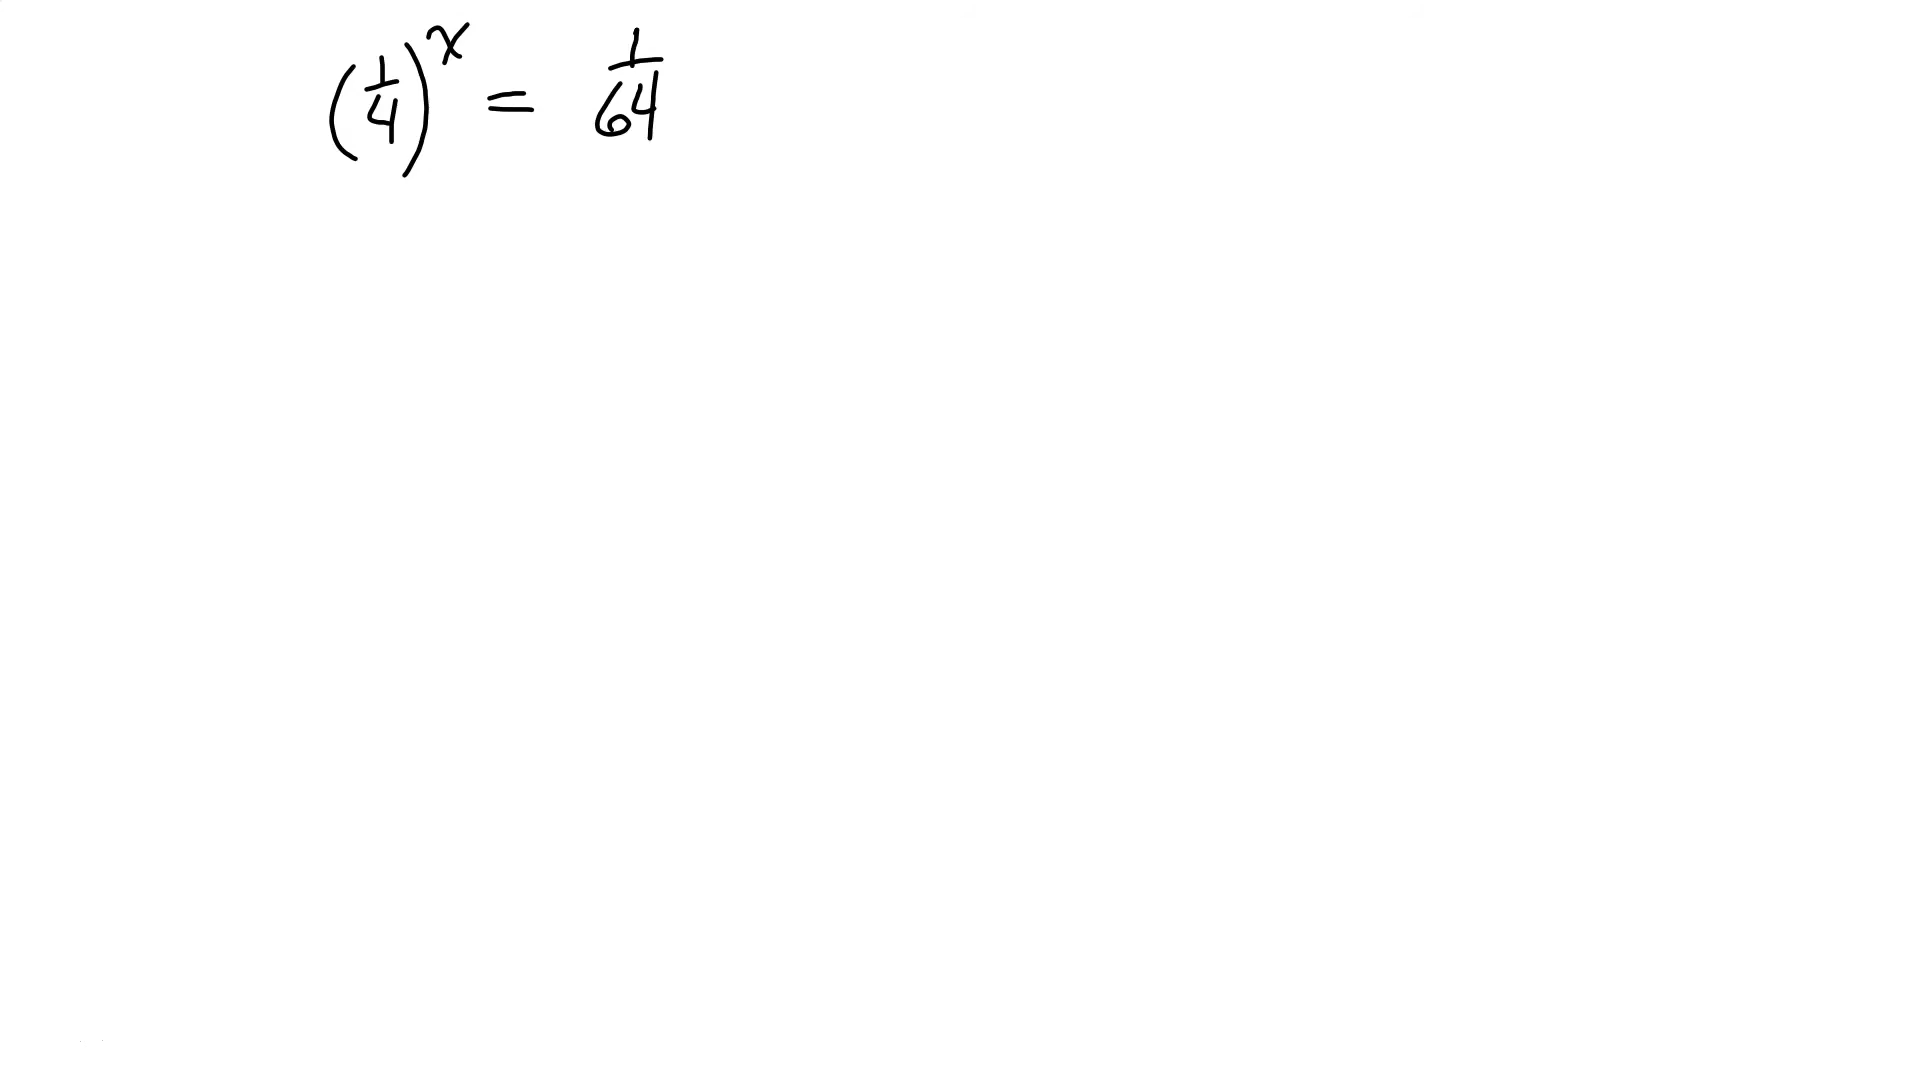 (1/4)^x = 1/64